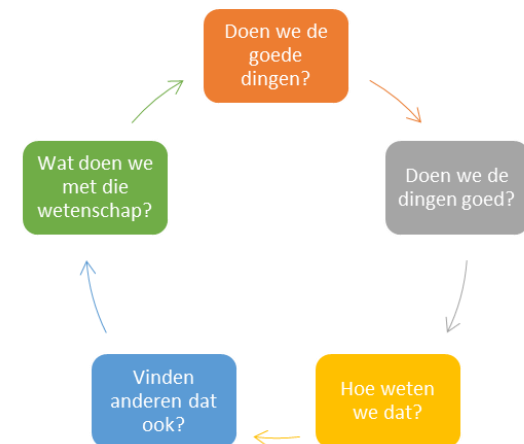 Doen we de
goede
dingen?
Doen we de
dingen goed?
Hoe weten
we dat?
Vinden
anderen dat
ook?
Wat doen we
met die
wetenschap?